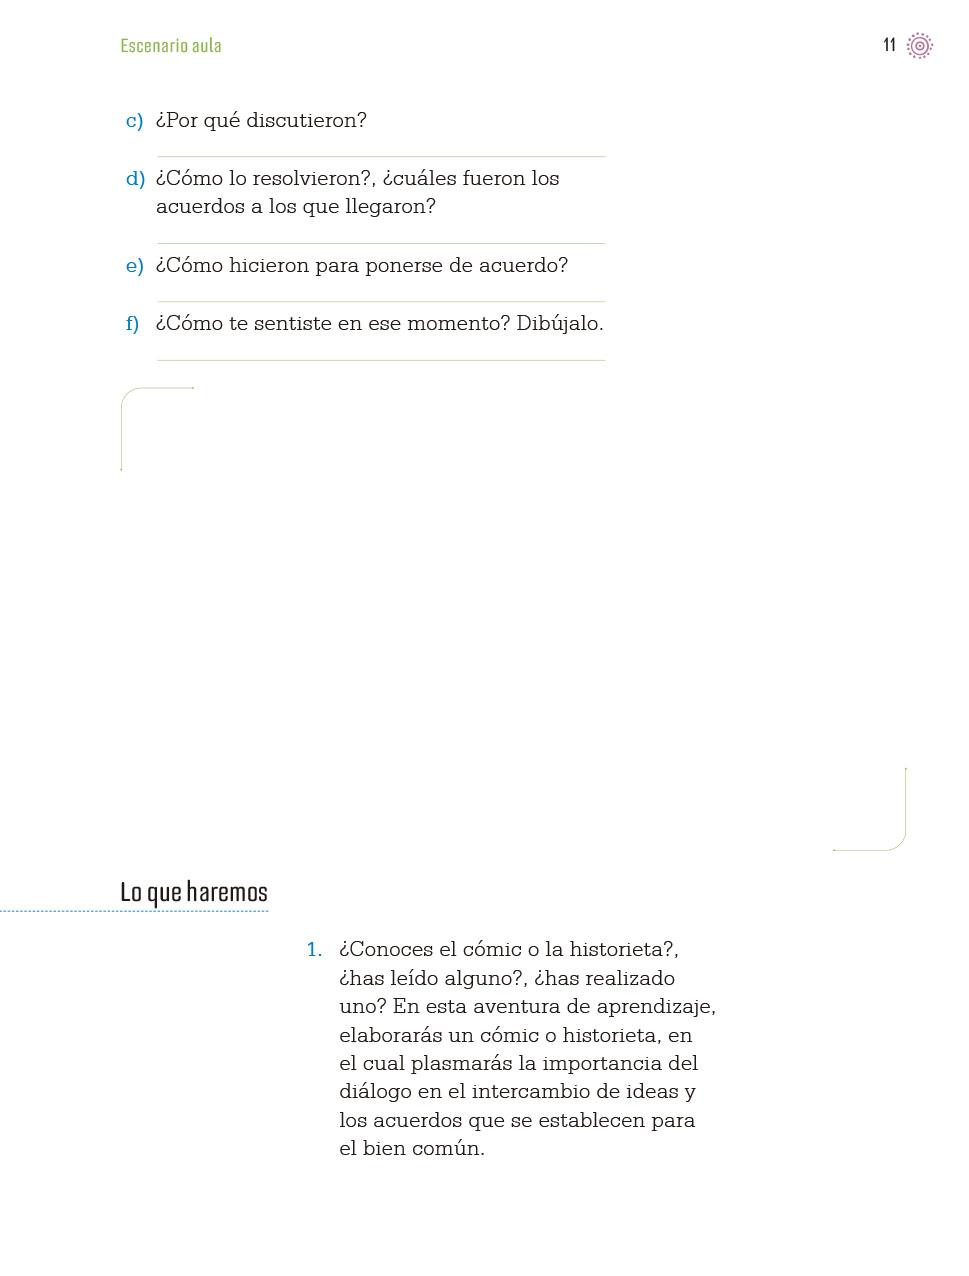 Escenario aula
11
c) ¿Por qué discutieron?
d) ¿Cómo lo resolvieron?, ¿cuáles fueron los
acuerdos a los que llegaron?
e) ¿Cómo hicieron para ponerse de acuerdo?
f) ¿Cómo te sentiste en ese momento? Dibújalo.
Lo que haremos
1. ¿Conoces el cómic o la historieta?,
¿has leído alguno?, ¿has realizado
uno? En esta aventura de aprendizaje,
elaborarás un cómic o historieta, en
el cual plasmarás la importancia del
diálogo en el intercambio de ideas y
los acuerdos que se establecen para
el bien común.